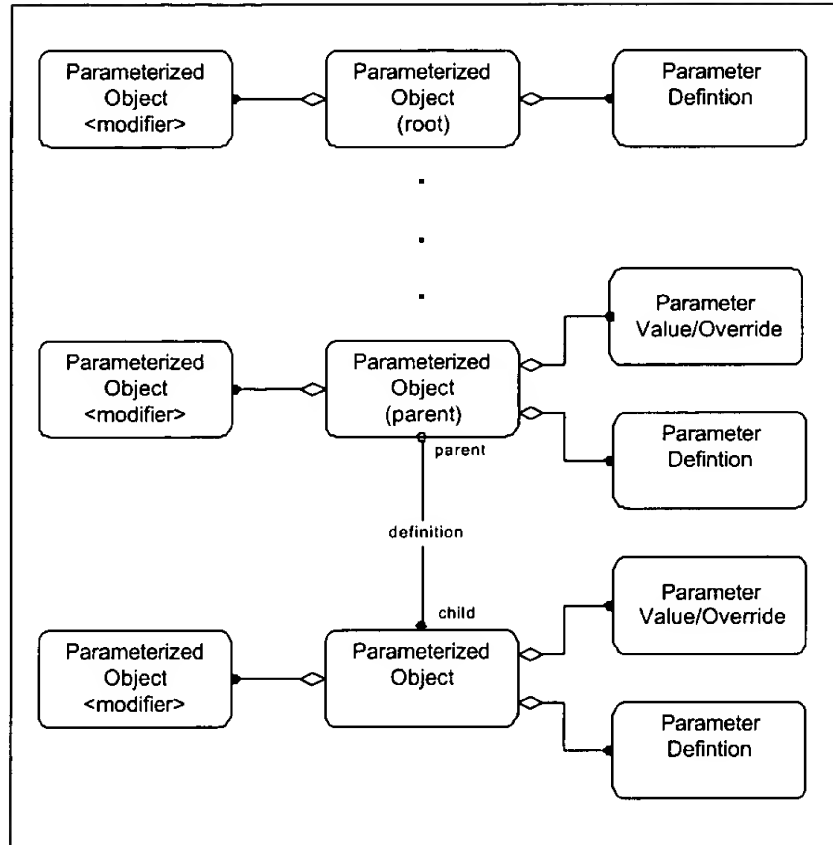 Parameterized
Object
<modifier>
Parameterized
Object
(root)
Parameter
Defintion
Parameterized
Object
<modifier>
Parameterized
Object
(parent)
Parameter
Value/Override
Parameter
Defintion
parent
definition
child
Parameterized
Object
<modifier>
Parameterized
Object
Parameter
Value/Override
Parameter
Defintion